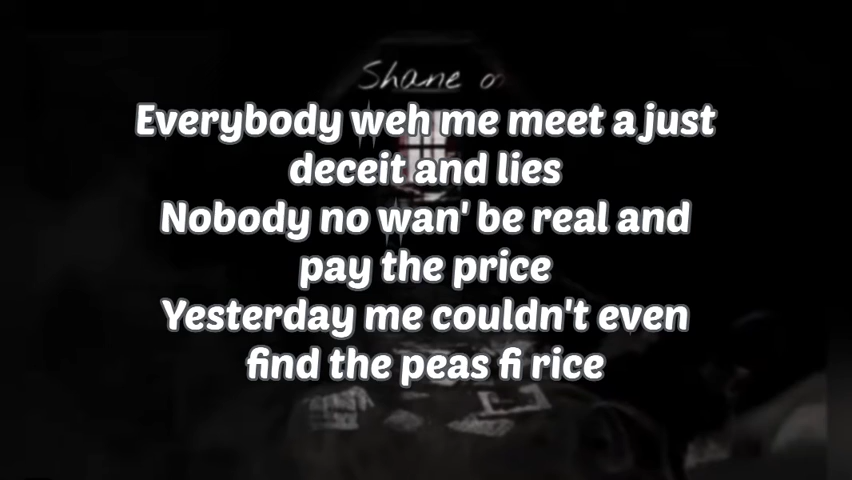 Shane o
Everybody weh me meet a just
deceit and lies
Nobody no wan' be real and
pay the price
Yesterday me couldn't even
find the peas fi rice